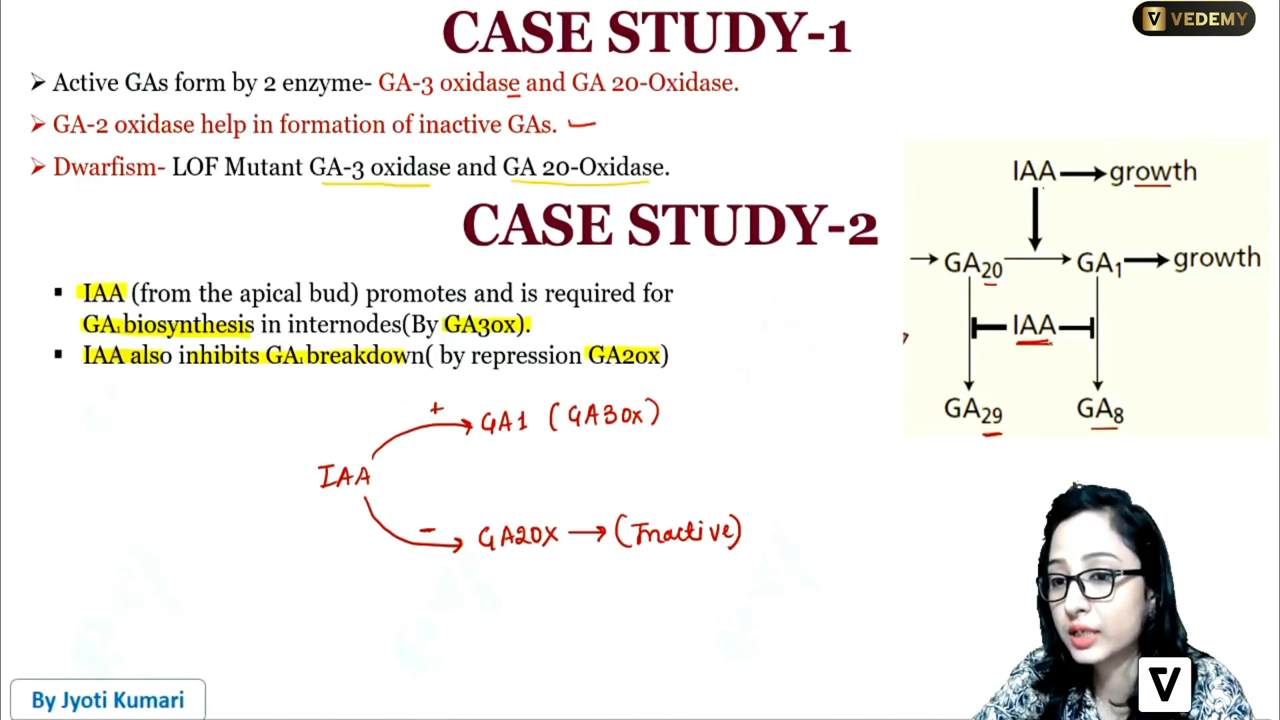 CASE STUDY-1
VEDEMY
➤ Active GAs form by 2 enzyme- GA-3 oxidase and GA 20-Oxidase.
➤ GA-2 oxidase help in formation of inactive GAs.
➤ Dwarfism- LOF Mutant GA-3 oxidase and GA 20-Oxidase.
CASE STUDY-2
▪ IAA (from the apical bud) promotes and is required for
GA₁ biosynthesis in internodes(By GA3ox).
▪ IAA also inhibits GA₁ breakdown( by repression GA2ox)
IAA → growth
→ GA₂₀ → GA₁ → growth
IAA
GA₂₉ GA₈
+ GA1 (GA3ox)
IAA
- GA2OX → (Inactive)
By Jyoti Kumari